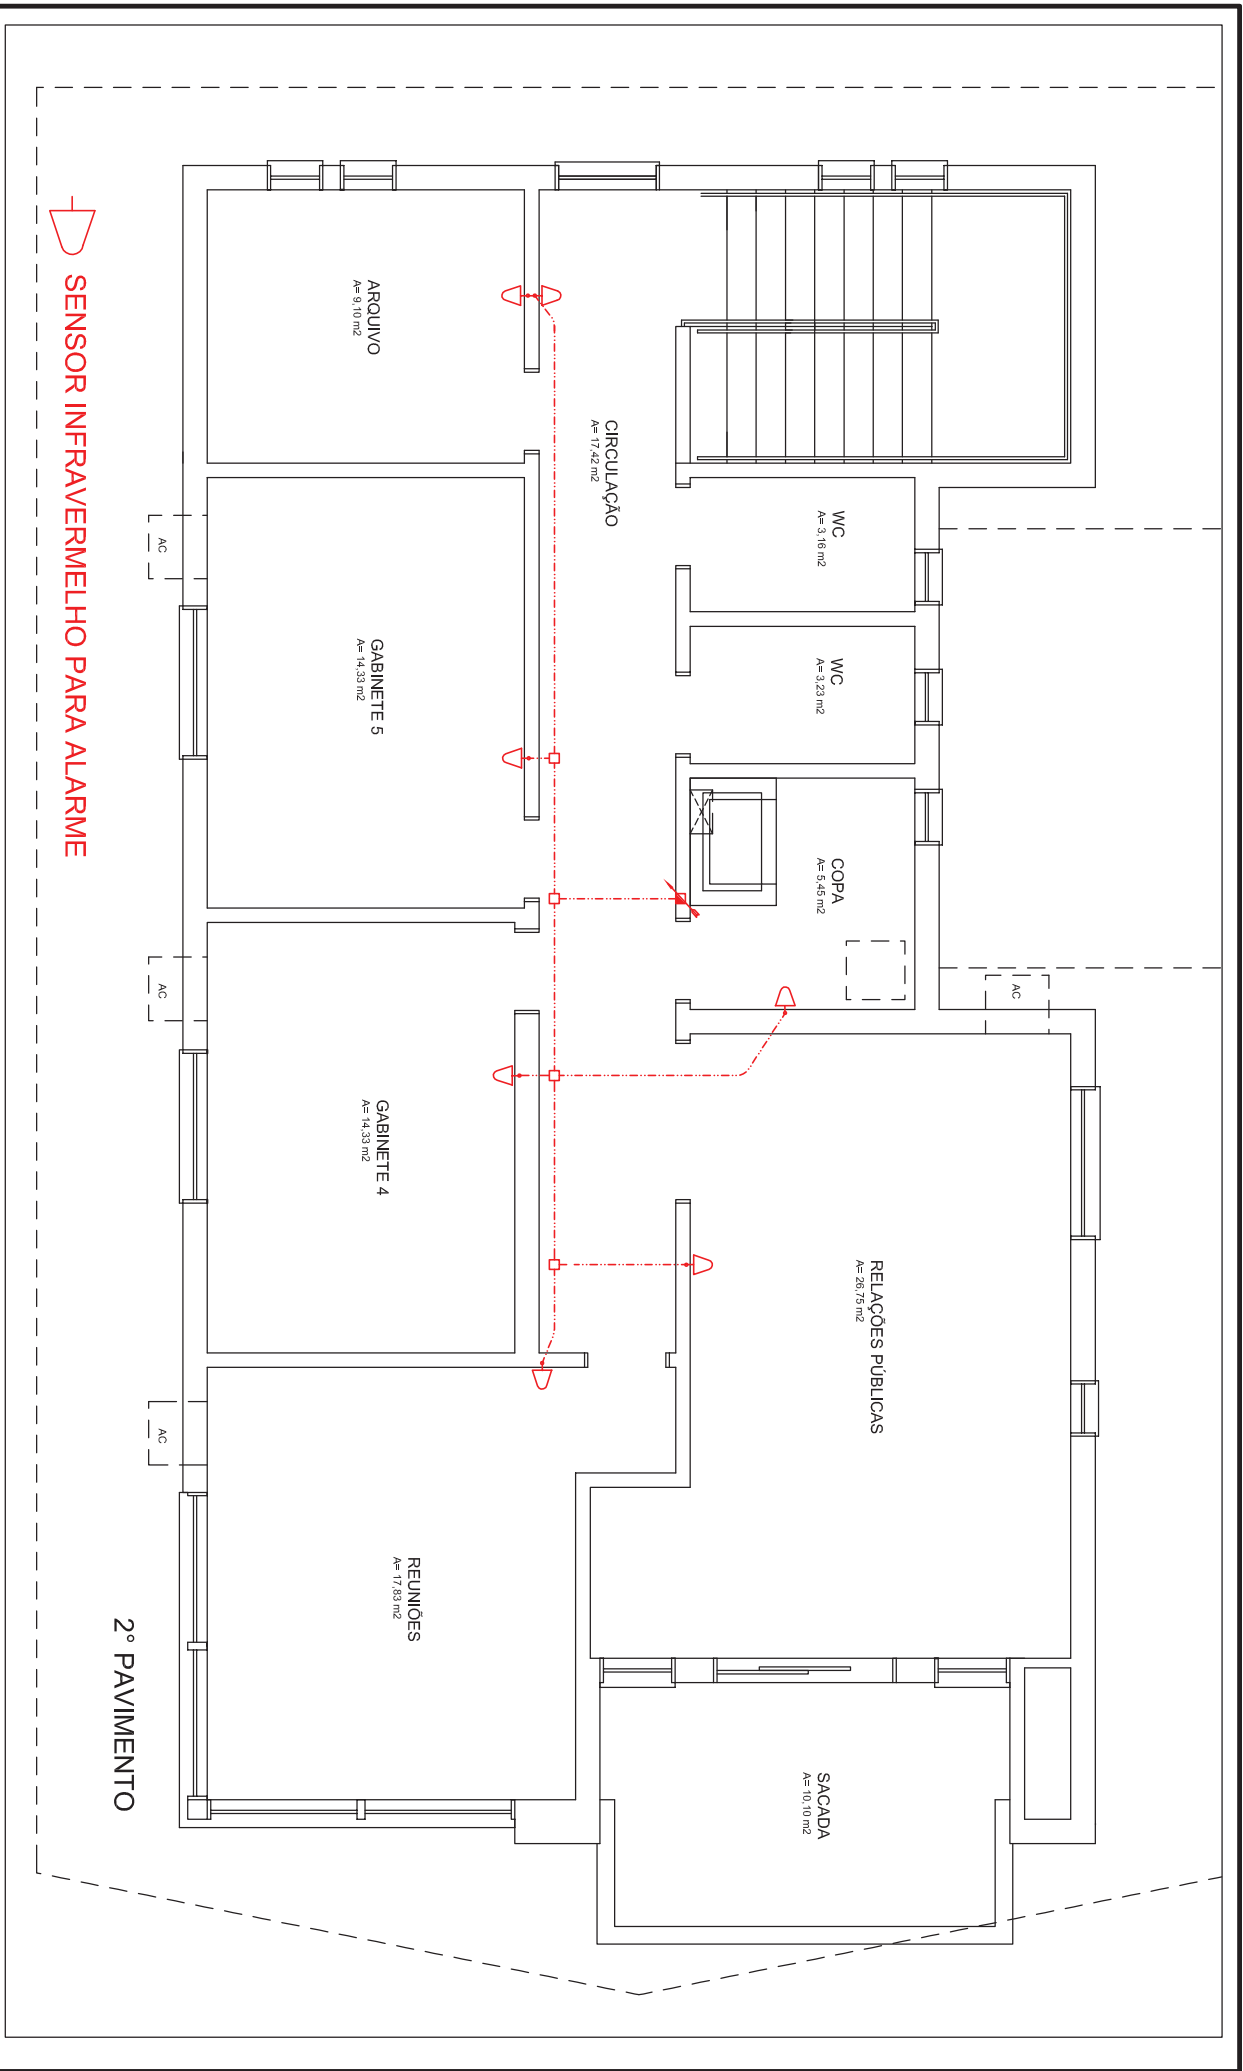 SENSOR INFRAVERMELHO PARA ALARME
ARQUIVO
A= 9,10 m2
CIRCULAÇÃO
A= 17,42 m2
WC
A= 3,16 m2
WC
A= 3,23 m2
COPA
A= 5,45 m2
GABINETE 5
A= 14,33 m2
GABINETE 4
A= 14,33 m2
RELAÇÕES PÚBLICAS
A= 26,75 m2
REUNIÕES
A= 17,83 m2
SACADA
A= 10,10 m2
AC
AC
AC
AC
2° PAVIMENTO